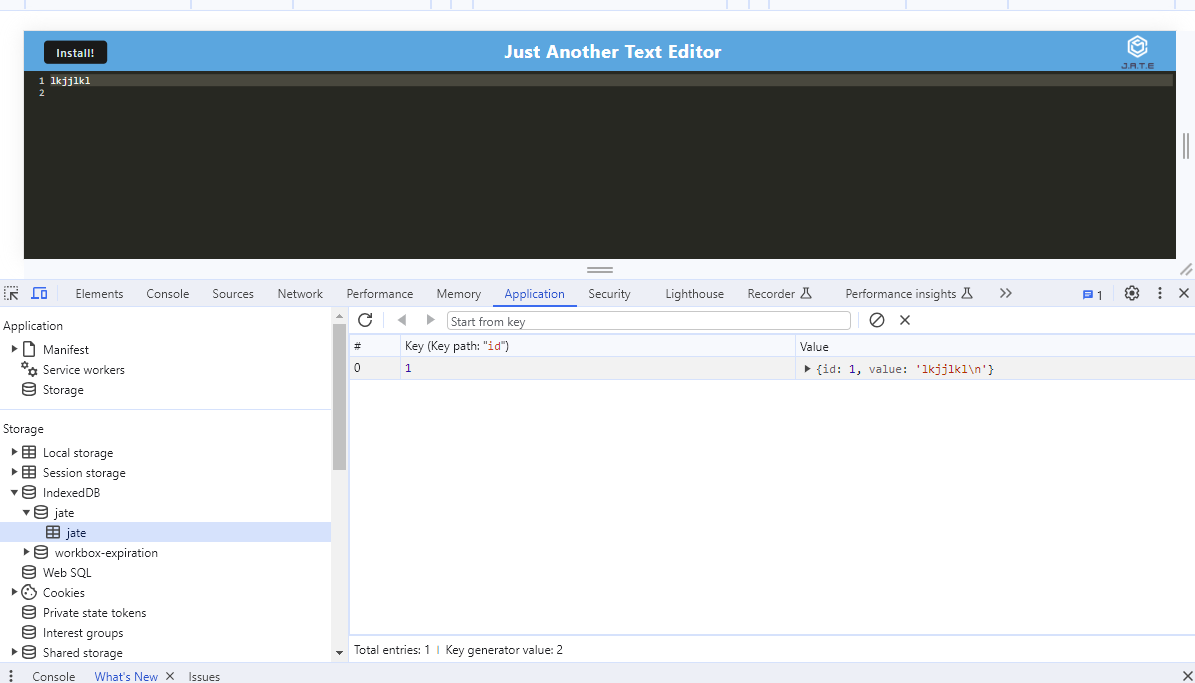 Install!
Just Another Text Editor
J.A.T.E
1 lkjjlkl
2
Elements Console Sources Network Performance Memory Application Security Lighthouse Recorder Performance insights 1
Application
Manifest
Service workers
Storage
Storage
Local storage
Session storage
IndexedDB
jate
jate
workbox-expiration
Web SQL
Cookies
Private state tokens
Interest groups
Shared storage
Start from key
# Key (Key path: "id") Value
0 1 {id: 1, value: 'lkjjlkl\n'}
Total entries: 1 Key generator value: 2
Console What's New Issues